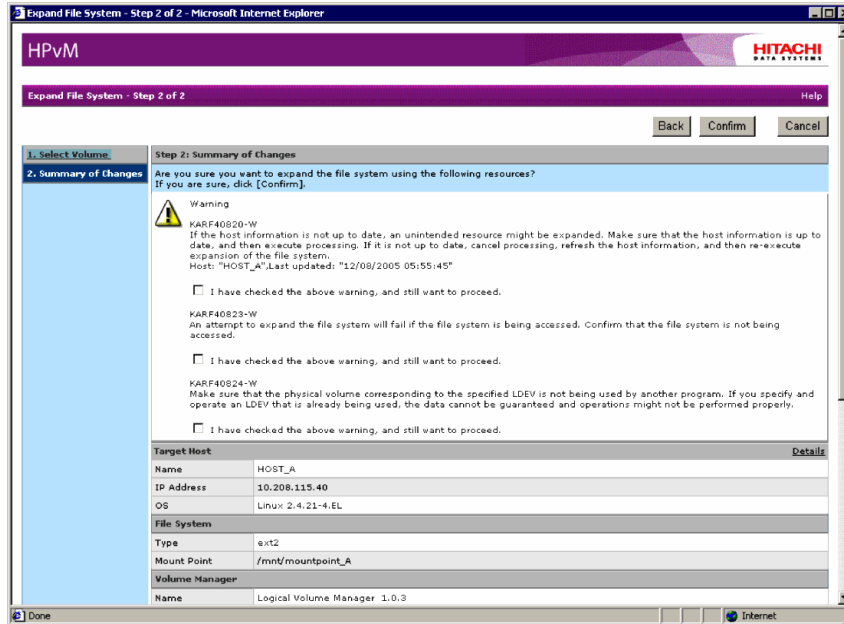 Expand File System - Step 2 of 2 - Microsoft Internet Explorer
HPvM
HITACHI
DATA SYSTEMS
Expand File System - Step 2 of 2
Help
Back
Confirm
Cancel
1. Select Volume
2. Summary of Changes
Step 2: Summary of Changes
Are you sure you want to expand the file system using the following resources?
If you are sure, click [Confirm].
Warning
KARF40820-W
If the host information is not up to date, an unintended resource might be expanded. Make sure that the host information is up to
date, and then execute processing. If it is not up to date, cancel processing, refresh the host information, and then re-execute
expansion of the file system.
Host: "HOST_A",Last updated: "12/08/2005 05:55:45"
I have checked the above warning, and still want to proceed.
KARF40823-W
An attempt to expand the file system will fail if the file system is being accessed. Confirm that the file system is not being
accessed.
I have checked the above warning, and still want to proceed.
KARF40824-W
Make sure that the physical volume corresponding to the specified LDEV is not being used by another program. If you specify and
operate an LDEV that is already being used, the data cannot be guaranteed and operations might not be performed properly.
I have checked the above warning, and still want to proceed.
Target Host
Details
Name HOST_A
IP Address 10.208.115.40
OS Linux 2.4.21-4.EL
File System
Type ext2
Mount Point /mnt/mountpoint_A
Volume Manager
Name Logical Volume Manager 1.0.3
Done
Internet